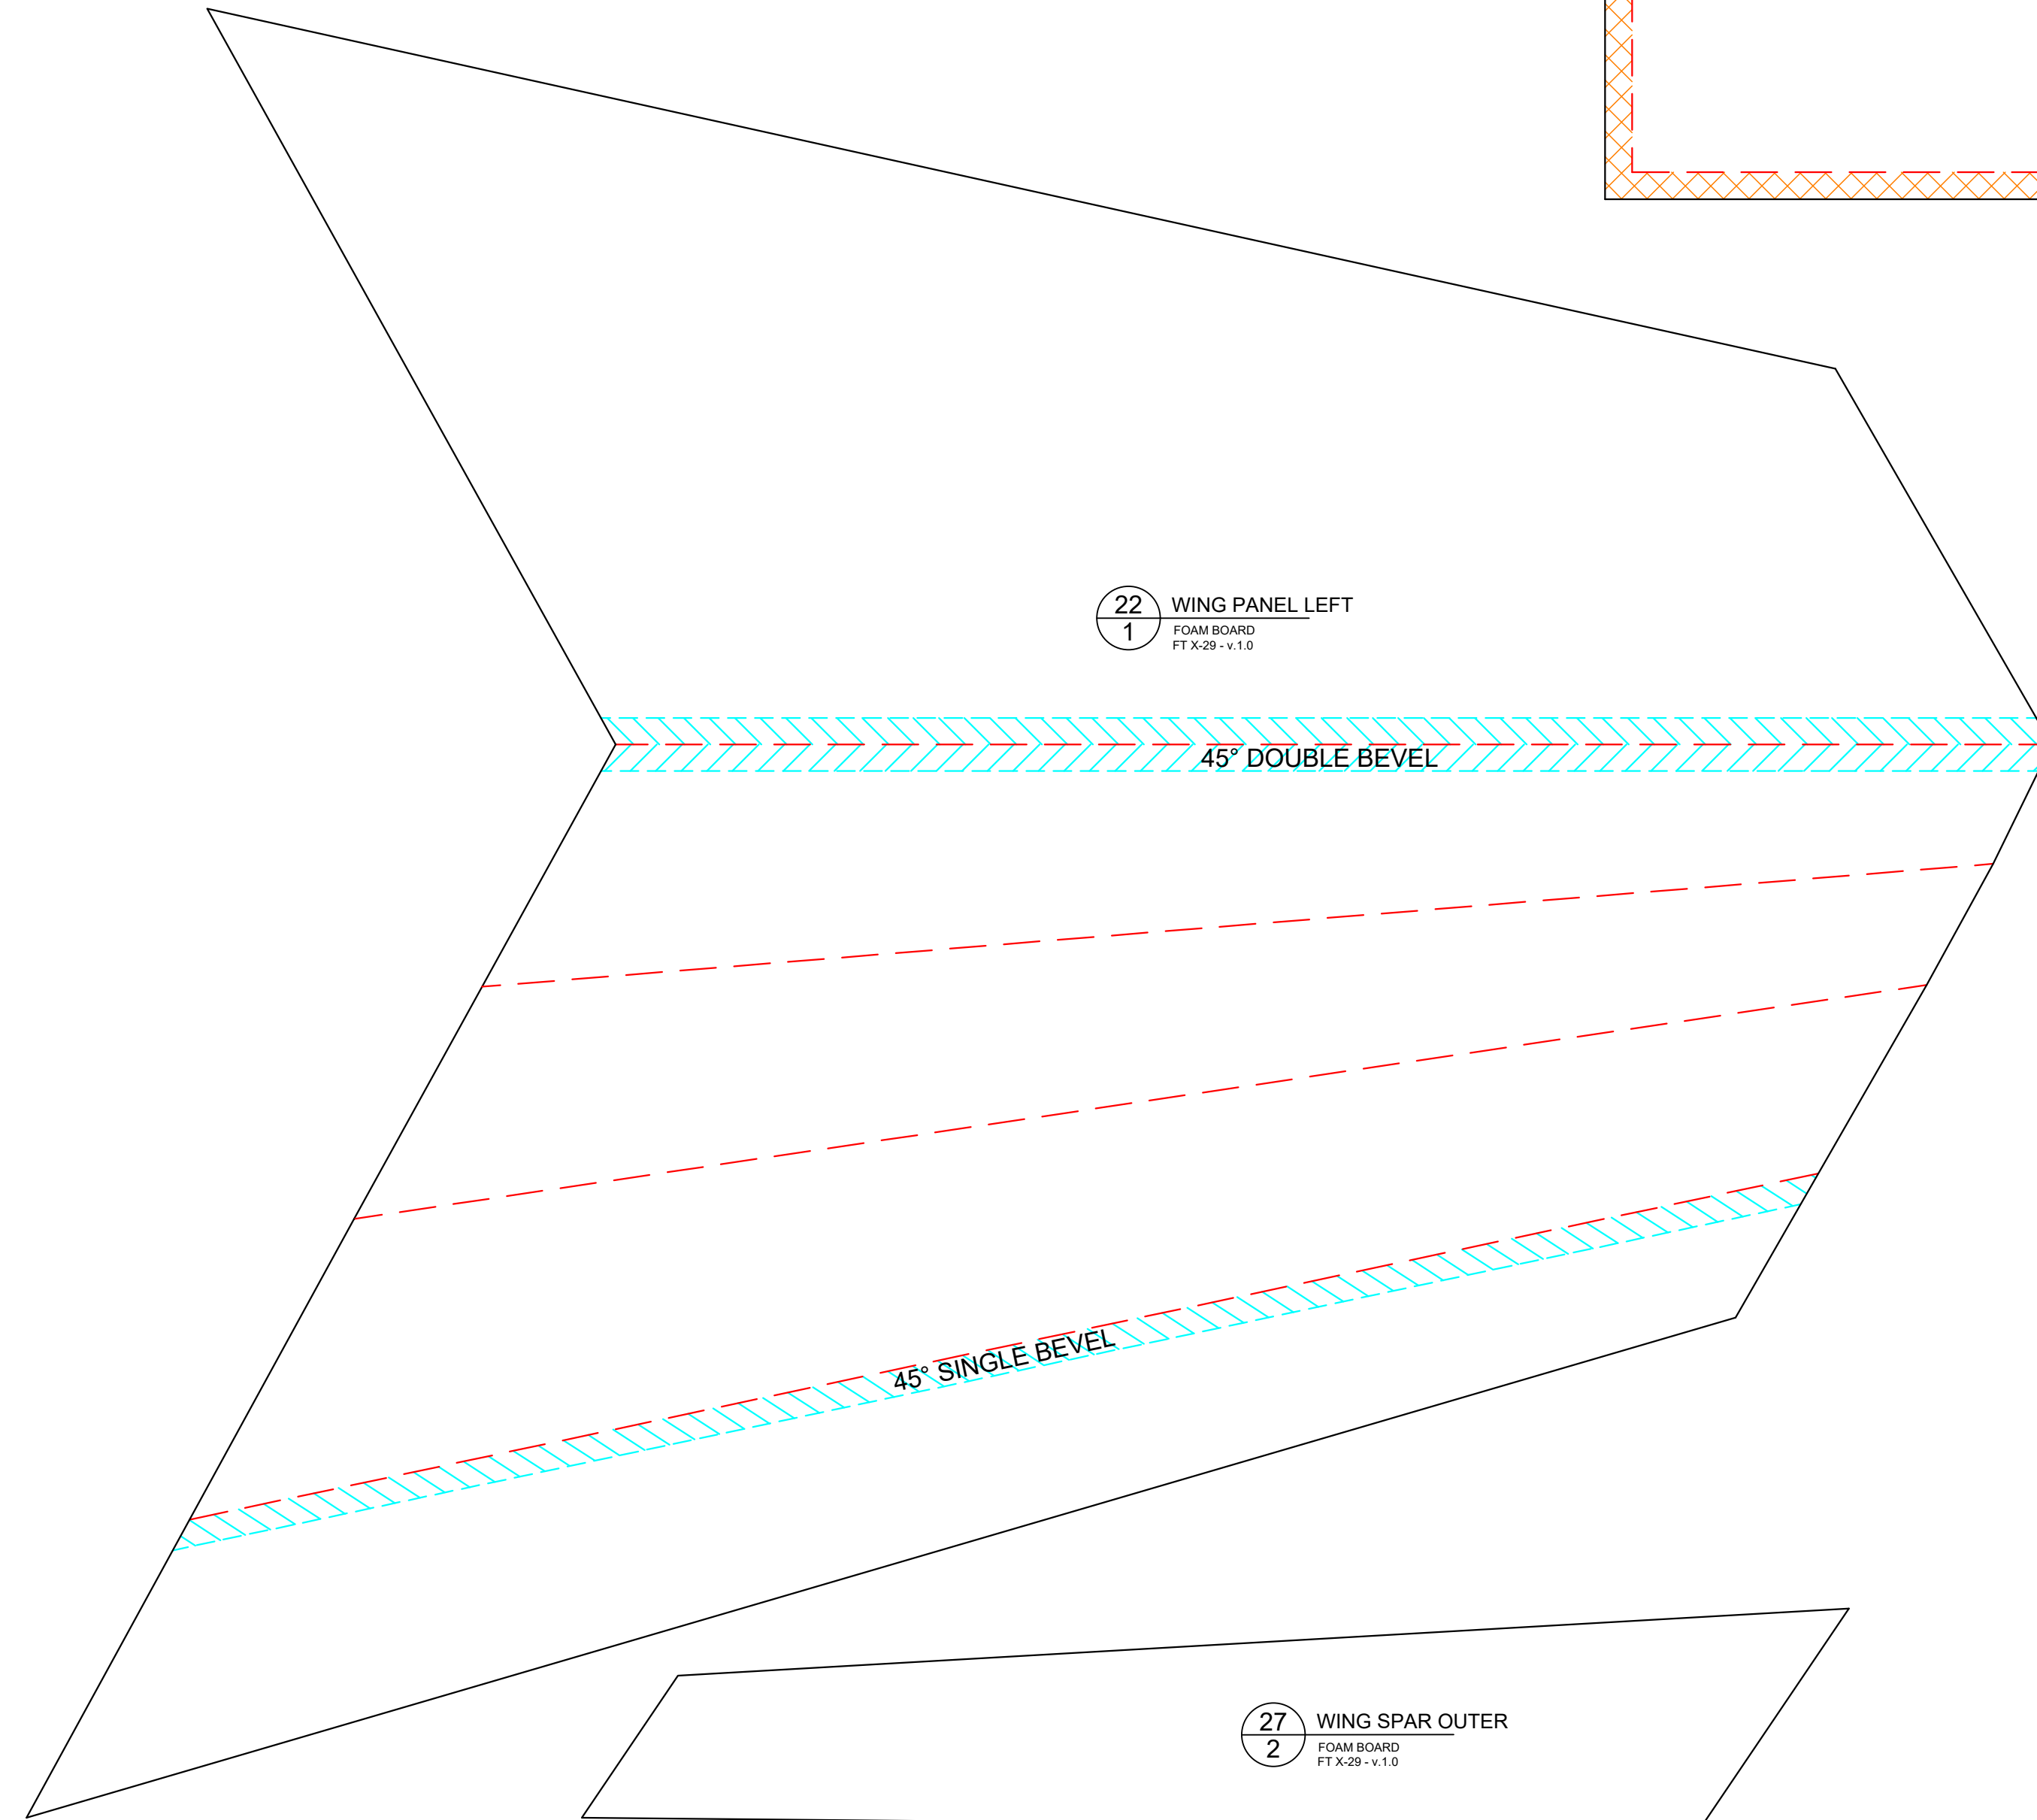 22
1
WING PANEL LEFT
FOAM BOARD
FT X-29 - v.1.0
45° DOUBLE BEVEL
45° SINGLE BEVEL
27
2
WING SPAR OUTER
FOAM BOARD
FT X-29 - v.1.0